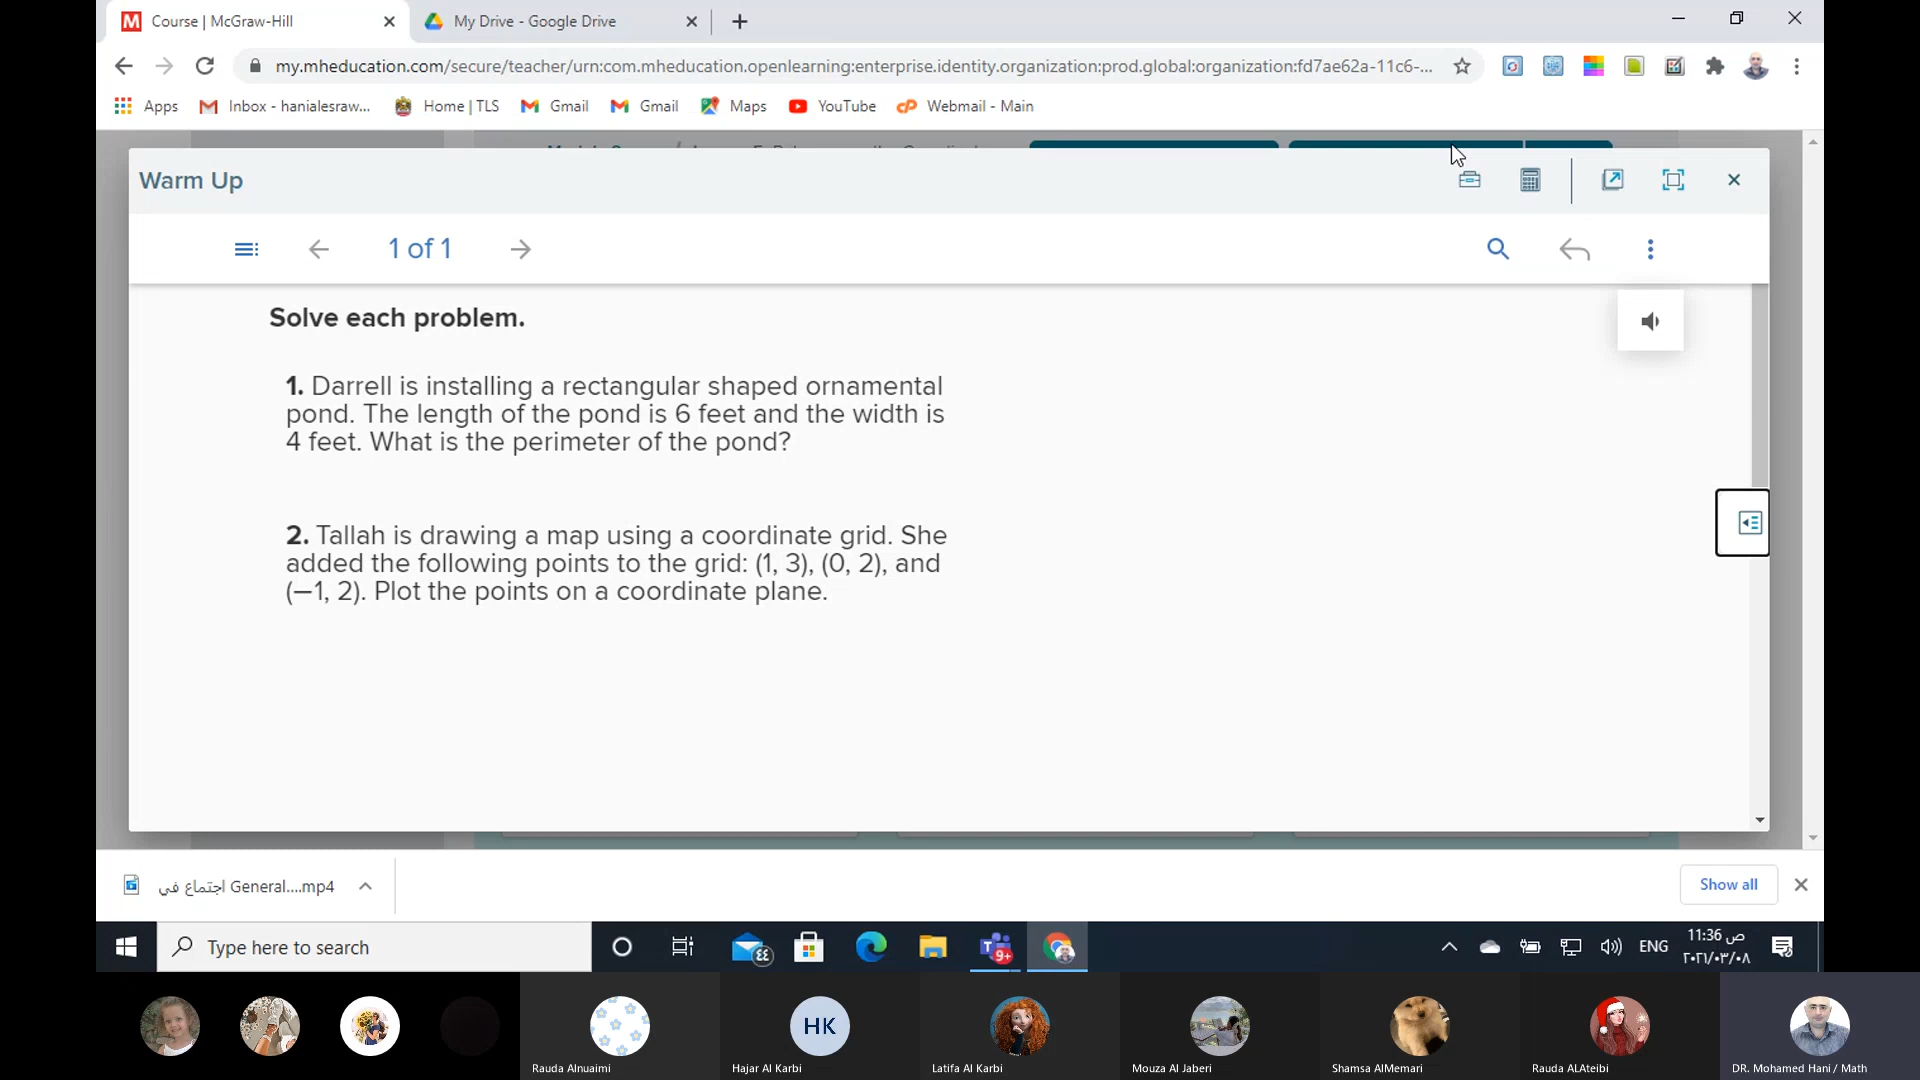 Course | McGraw-Hill
My Drive - Google Drive
my.mheducation.com/secure/teacher/urn:com.mheducation.openlearning:enterprise.identity.organization:prod.global:organization:fd7ae62a-11c6-...
Apps
Inbox - hanialesraw...
Home | TLS
Gmail
Gmail
Maps
YouTube
Webmail - Main
Warm Up
1 of 1
Solve each problem.
1. Darrell is installing a rectangular shaped ornamental
pond. The length of the pond is 6 feet and the width is
4 feet. What is the perimeter of the pond?
2. Tallah is drawing a map using a coordinate grid. She
added the following points to the grid: (1, 3), (0, 2), and
(−1, 2). Plot the points on a coordinate plane.
اجتماع في General....mp4
Show all
Type here to search
٤٤
9+
ENG
11:36 ص
٢٠٢١/٠٣/٠٨
HK
Rauda Alnuaimi
Hajar Al Karbi
Latifa Al Karbi
Mouza Al Jaberi
Shamsa AlMemari
Rauda ALAteibi
DR. Mohamed Hani / Math